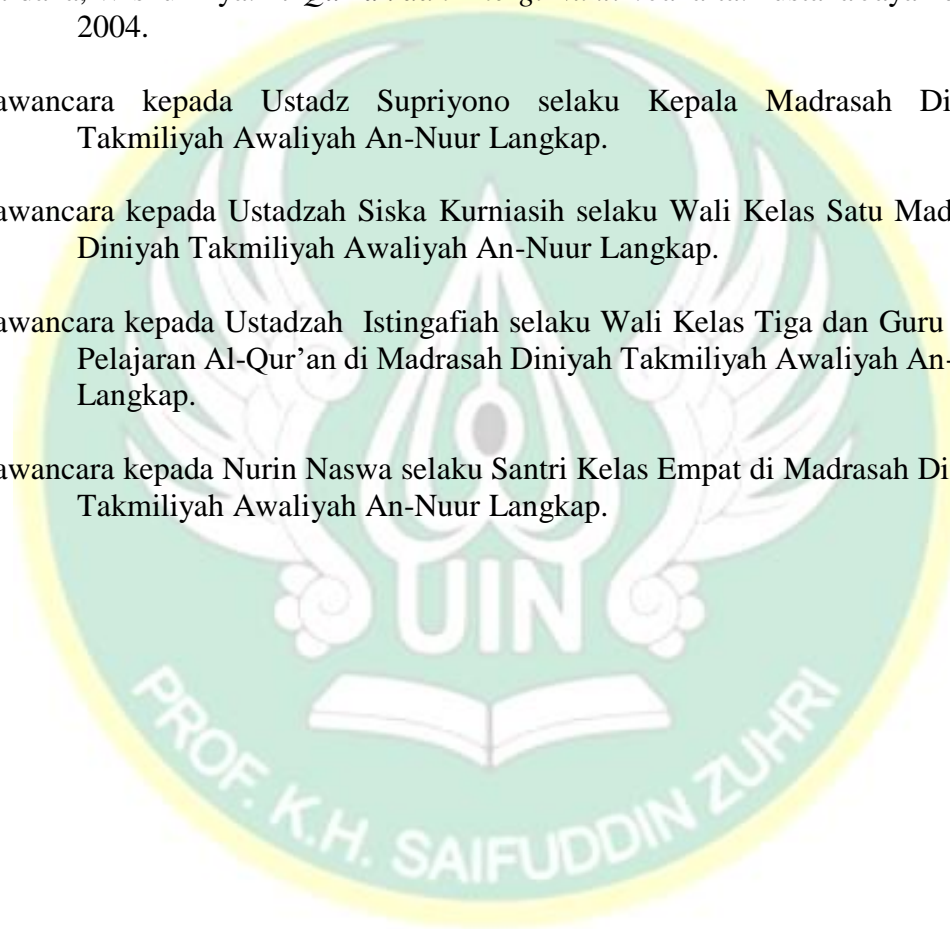 2004.
awancara kepada Ustadz Supriyono selaku Kepala Madrasah Di
Takmiliyah Awaliyah An-Nuur Langkap.
awancara kepada Ustadzah Siska Kurniasih selaku Wali Kelas Satu Mad
Diniyah Takmiliyah Awaliyah An-Nuur Langkap.
awancara kepada Ustadzah Istingafiah selaku Wali Kelas Tiga dan Guru
Pelajaran Al-Qur’an di Madrasah Diniyah Takmiliyah Awaliyah An-
Langkap.
awancara kepada Nurin Naswa selaku Santri Kelas Empat di Madrasah Di
Takmiliyah Awaliyah An-Nuur Langkap.
UIN
PROF. K.H. SAIFUDDIN ZUHRI